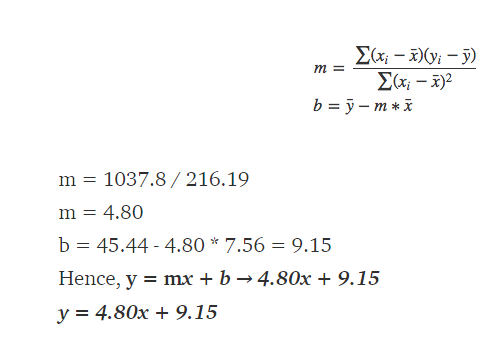 m = ∑(xᵢ − x̄)(yᵢ − ȳ) / ∑(xᵢ − x̄)²
b = ȳ − m * x̄
m = 1037.8 / 216.19
m = 4.80
b = 45.44 - 4.80 * 7.56 = 9.15
Hence, y = mx + b → 4.80x + 9.15
y = 4.80x + 9.15